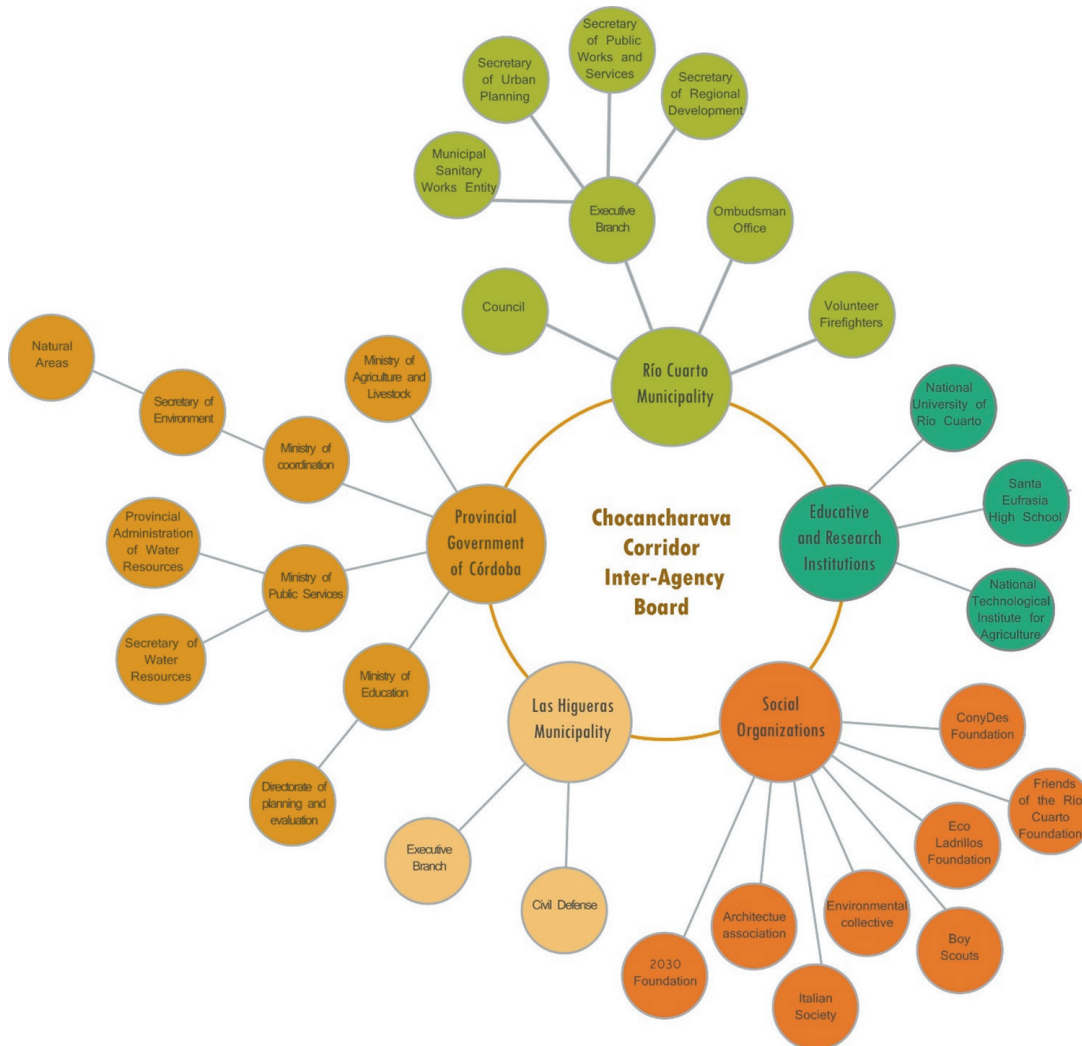 Secretary
of Public
Works and
Services
Secretary
of Urban
Planning
Secretary
of Regional
Development
Municipal
Sanitary
Works Entity
Executive
Branch
Ombudsman
Office
Council
Volunteer
Firefighters
Río Cuarto
Municipality
Natural
Areas
Ministry of
Agriculture and
Livestock
Secretary of
Environment
Ministry of
coordination
Provincial
Administration
of Water
Resources
Ministry of
Public Services
Secretary of
Water
Resources
Ministry of
Education
Directorate of
planning and
evaluation
Provincial
Government
of Córdoba
Chocancharava
Corridor
Inter-Agency
Board
National
University of
Río Cuarto
Santa
Eufrasia
High School
National
Technological
Institute for
Agriculture
Educative
and Research
Institutions
Las Higueras
Municipality
Executive
Branch
Civil Defense
Social
Organizations
ConyDes
Foundation
Friends
of the Rio
Cuarto
Foundation
Eco
Ladrillos
Foundation
Boy
Scouts
Environmental
collective
Italian
Society
Architectue
association
2030
Foundation